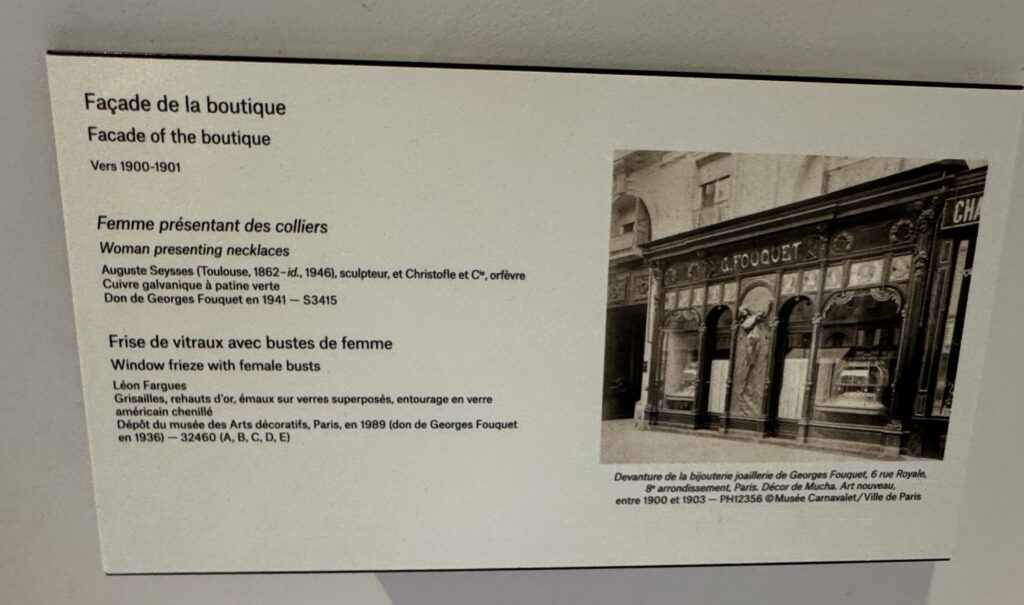 Façade de la boutique
Facade of the boutique
Vers 1900-1901
Femme présentant des colliers
Woman presenting necklaces
Auguste Seysses (Toulouse, 1862–id., 1946), sculpteur, et Christofle et Cie, orfèvre
Cuivre galvanique à patine verte
Don de Georges Fouquet en 1941 — S3415
Frise de vitraux avec bustes de femme
Window frieze with female busts
Léon Fargues
Grisailles, rehauts d'or, émaux sur verres superposés, entourage en verre
américain chenillé
Dépôt du musée des Arts décoratifs, Paris, en 1989 (don de Georges Fouquet
en 1936) — 32460 (A, B, C, D, E)
G. FOUQUET
CHA
Devanture de la bijouterie joaillerie de Georges Fouquet, 6 rue Royale,
8e arrondissement, Paris. Décor de Mucha. Art nouveau,
entre 1900 et 1903 — PH12356 ©Musée Carnavalet/Ville de Paris